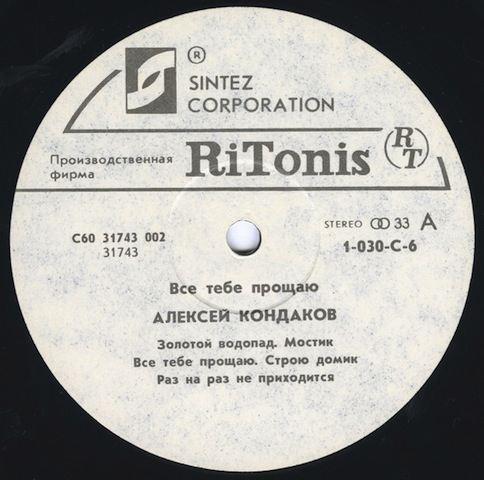 ®
SINTEZ
CORPORATION
Производственная
фирма
RiTonis
RT
С60 31743 002
31743
STEREO 33 A
1-030-С-6
Все тебе прощаю
АЛЕКСЕЙ КОНДАКОВ
Золотой водопад. Мостик
Все тебе прощаю. Строю домик
Раз на раз не приходится